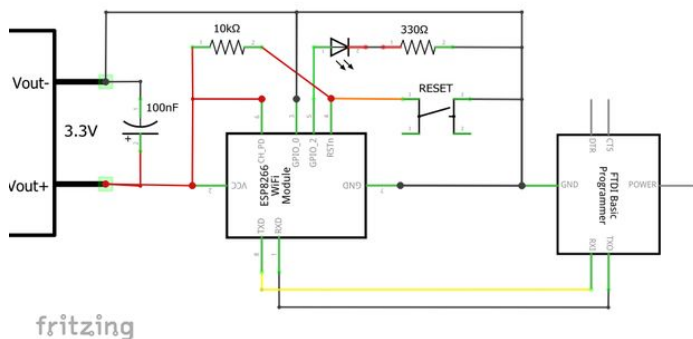 10kΩ
330Ω
Vout-
100nF
RESET
3.3V
DTR
CTS
CH_PD
GPIO_0
GPIO_2
RSTn
Vout+
VCC
ESP8266
WiFi
Module
GND
GND
FTDI Basic
Programmer
POWER
TXD
RXD
RXI
TXO
fritzing